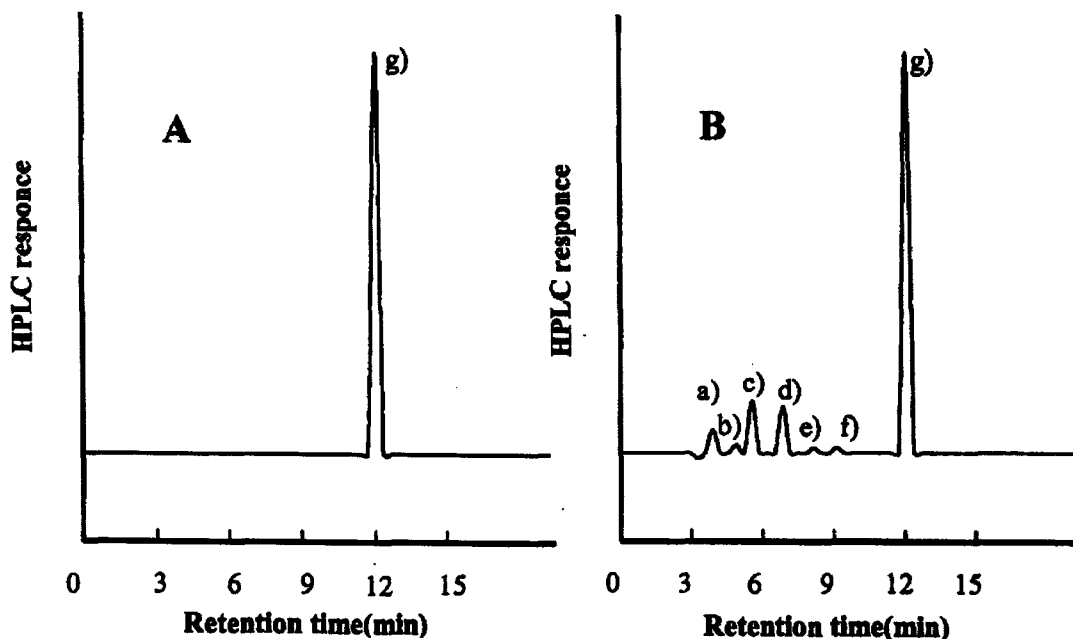 A
g)
HPLC responce
0 3 6 9 12 15
Retention time(min)
B
g)
a)
b)
c)
d)
e)
f)
HPLC responce
0 3 6 9 12 15
Retention time(min)